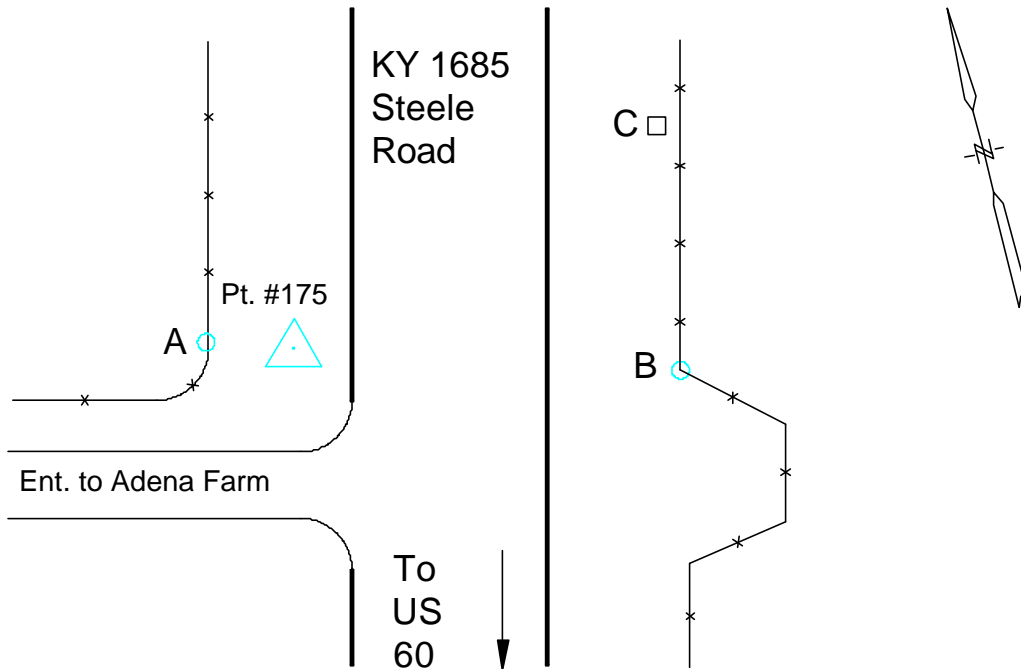 KY 1685
Steele
Road
C
Pt. #175
A
B
Ent. to Adena Farm
To
US
60
N